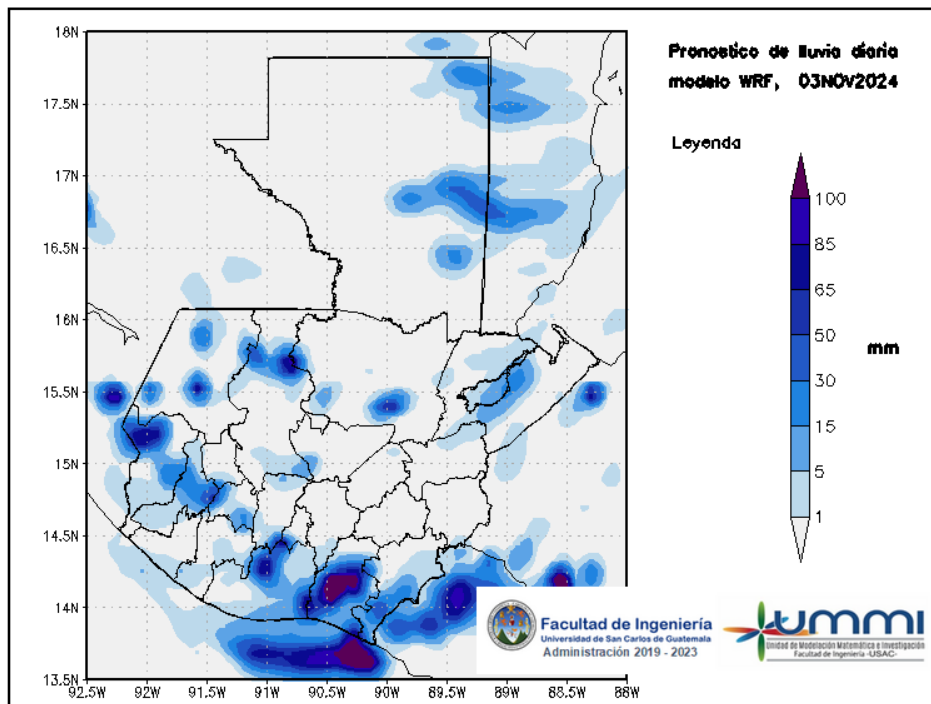 Pronostico de lluvia diaria
modelo WRF, 03NOV2024
Leyenda
100
85
65
50
30
15
5
1
mm
18N
17.5N
17N
16.5N
16N
15.5N
15N
14.5N
14N
13.5N
92.5W
92W
91.5W
91W
90.5W
90W
89.5W
89W
88.5W
88W
Facultad de Ingeniería
Universidad de San Carlos de Guatemala
Administración 2019 - 2023
UMMI
Unidad de Modelación Matemática e Investigación
Facultad de Ingeniería -USAC-